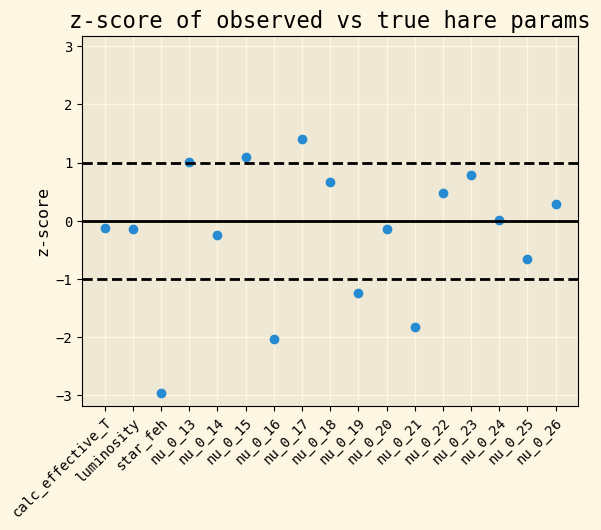 z-score of observed vs true hare params
z-score
3
2
1
0
−1
−2
−3
calc_effective_T
luminosity
star_feh
nu_0_13
nu_0_14
nu_0_15
nu_0_16
nu_0_17
nu_0_18
nu_0_19
nu_0_20
nu_0_21
nu_0_22
nu_0_23
nu_0_24
nu_0_25
nu_0_26